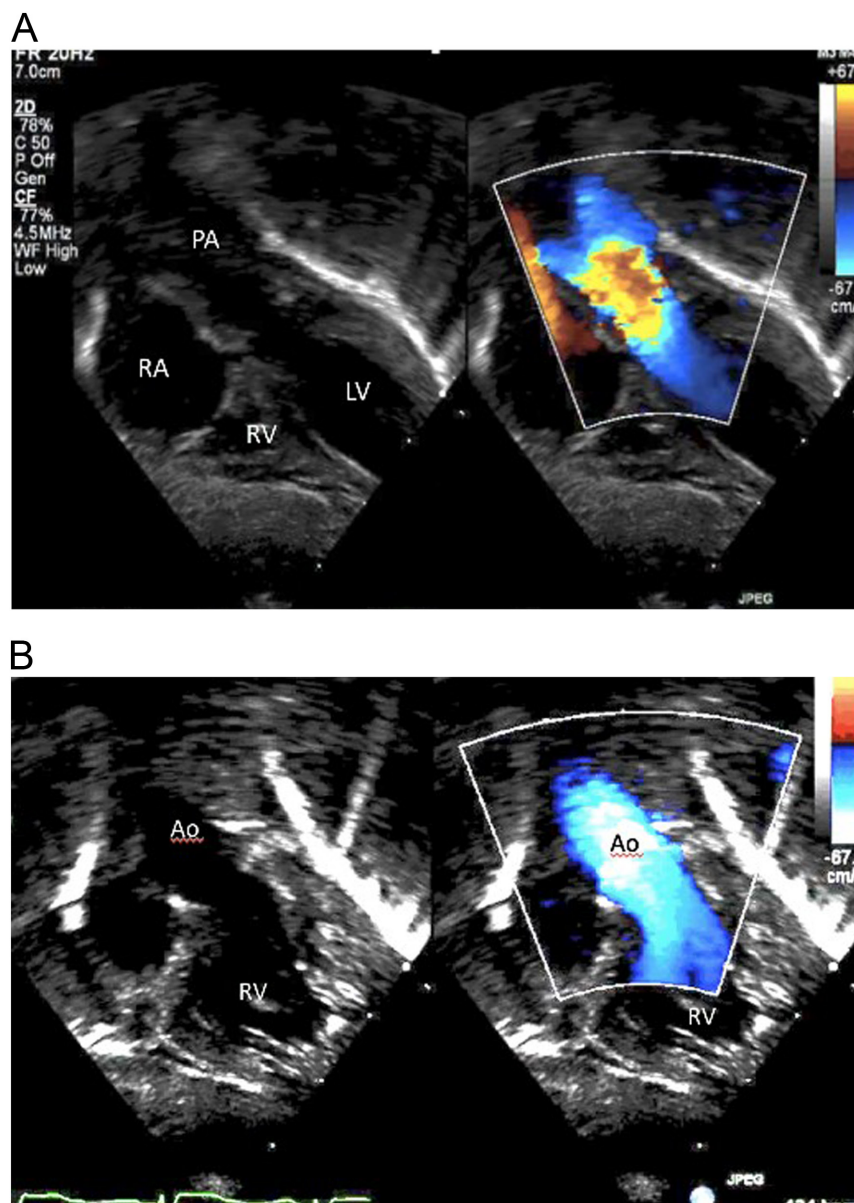 A
FR 20Hz
7.0cm
2D
78%
C 50
P Off
Gen
CF
77%
4.5MHz
WF High
Low
+67
-67.
cm/
PA
RA
LV
RV
JPEG
B
Ao
Ao
-67.
cm/
RV
RV
JPEG